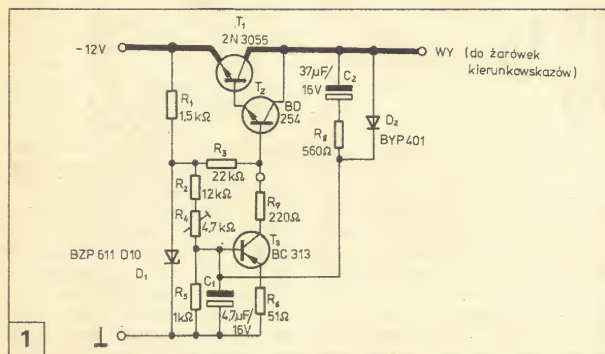 T₁
2N 3055
-12V
WY (do żarówek
kierunkowskazów)
37µF/
16V
C₂
T₂
BD
254
R₁
1,5kΩ
D₂
BYP 401
R₃
22kΩ
R₈
560Ω
R₂
12kΩ
R₇
220Ω
R₄
4,7kΩ
T₃
BC 313
BZP 611 D10
D₁
C₁
R₅
1kΩ
R₆
51Ω
4,7µF/
16V
1